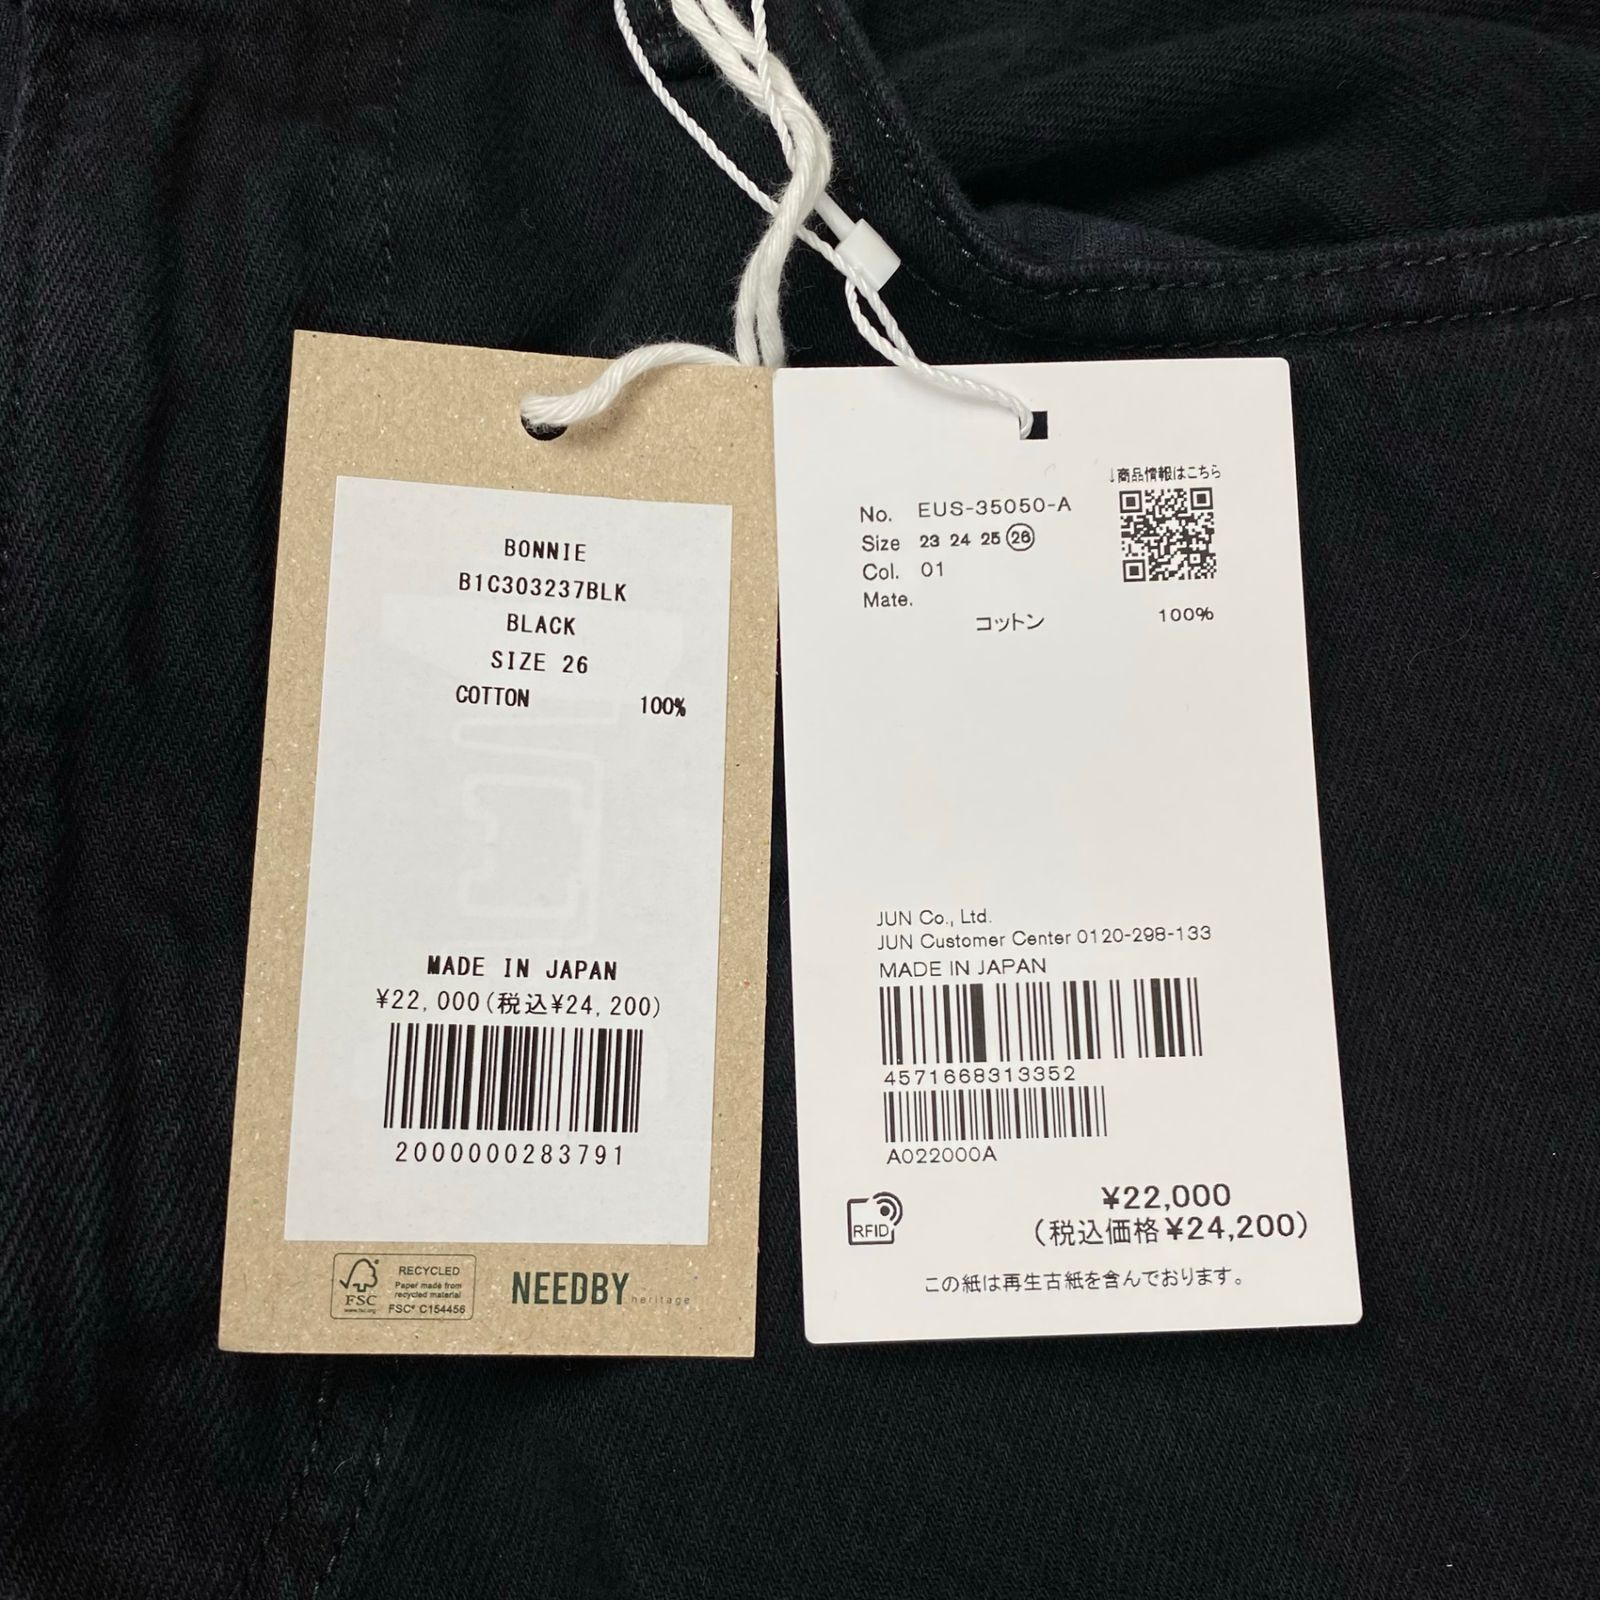 BONNIE
B1C303237BLK
BLACK
SIZE 26
COTTON 100%
MADE IN JAPAN
¥22,000(税込¥24,200)
2000000283791
FSC
www.fsc.org
RECYCLED
Paper made from
recycled material
FSC® C154456
NEEDBY heritage
↓商品情報はこちら
No. EUS-35050-A
Size 23 24 25 26
Col. 01
Mate.
コットン 100%
JUN Co., Ltd.
JUN Customer Center 0120-298-133
MADE IN JAPAN
4571668313352
A022000A
RFID
¥22,000
(税込価格¥24,200)
この紙は再生古紙を含んでおります。